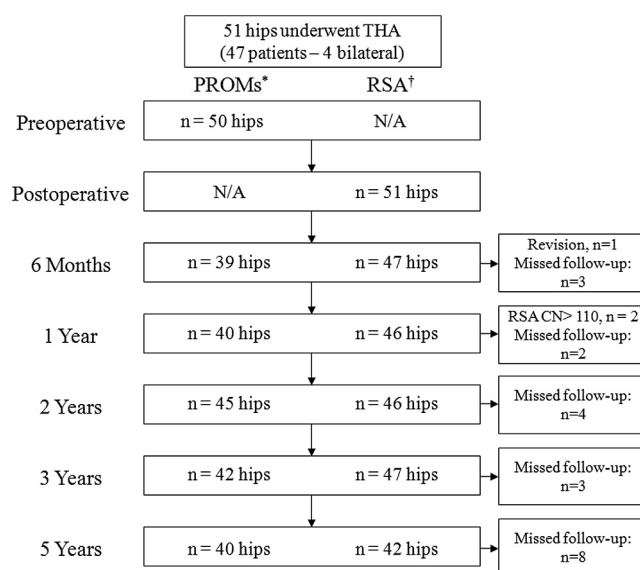 51 hips underwent THA
(47 patients – 4 bilateral)
PROMs* RSA†
Preoperative n = 50 hips N/A
Postoperative N/A n = 51 hips
6 Months n = 39 hips n = 47 hips
Revision, n=1
Missed follow-up:
n=3
1 Year n = 40 hips n = 46 hips
RSA CN> 110, n = 2
Missed follow-up:
n=2
2 Years n = 45 hips n = 46 hips
Missed follow-up:
n=4
3 Years n = 42 hips n = 47 hips
Missed follow-up:
n=3
5 Years n = 40 hips n = 42 hips
Missed follow-up:
n=8